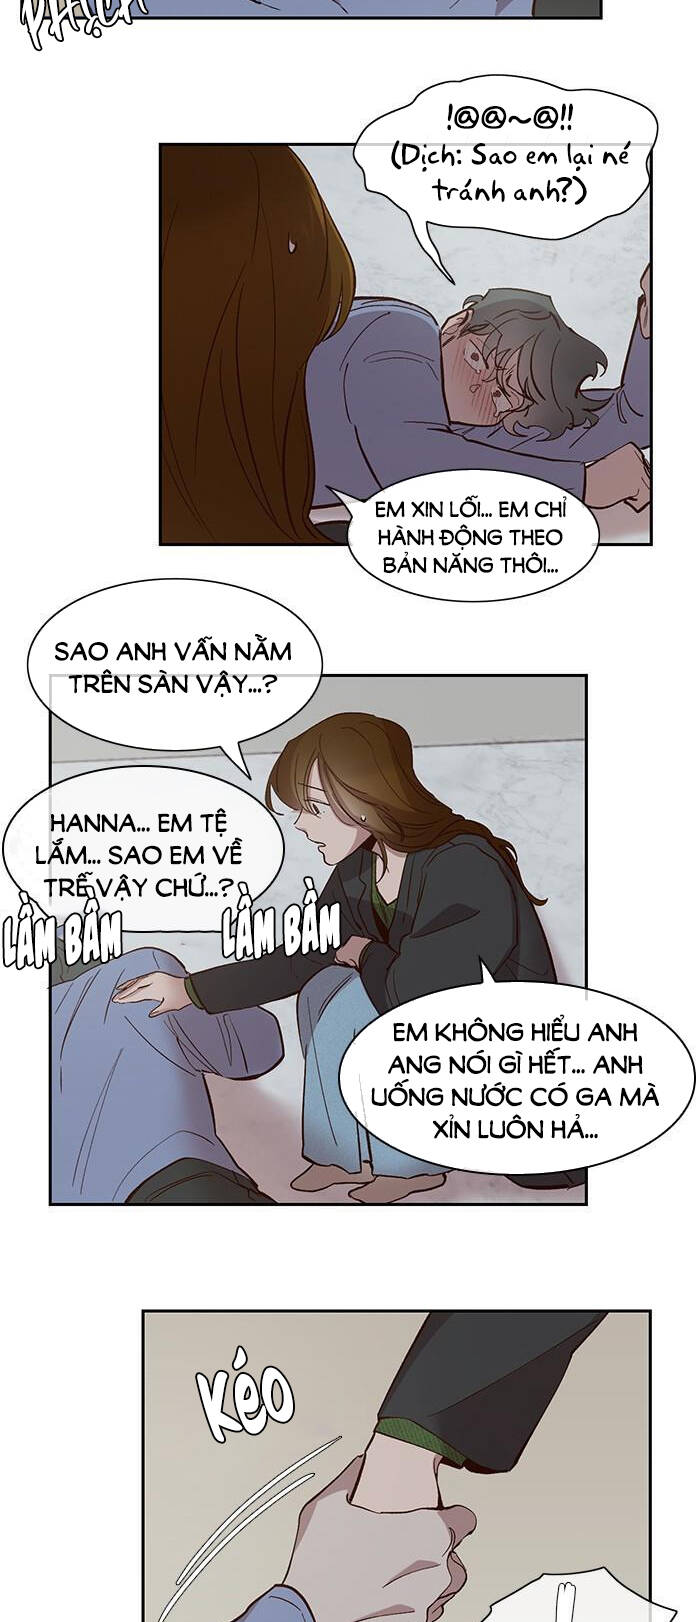 PHỊCH
!@@~@!!
(Dịch: Sao em lại né
tránh anh?)
EM XIN LỖI... EM CHỈ
HÀNH ĐỘNG THEO
BẢN NĂNG THÔI...
SAO ANH VẪN NẰM
TRÊN SÀN VẬY...?
HANNA... EM TỆ
LẮM... SAO EM VỀ
TRỄ VẬY CHỨ...?
LẦM BẦM
LẦM BẦM
EM KHÔNG HIỂU ANH
ANG NÓI GÌ HẾT... ANH
UỐNG NƯỚC CÓ GA MÀ
XỈN LUÔN HẢ...
KÉO